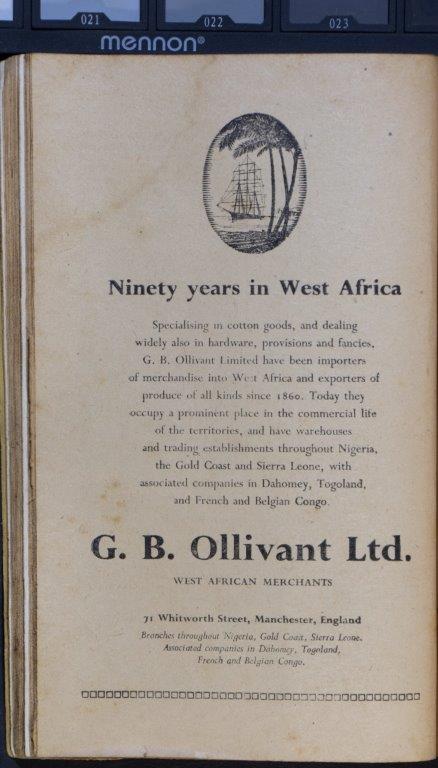 021
022
023
mennon®
Ninety years in West Africa
Specialising in cotton goods, and dealing
widely also in hardware, provisions and fancies,
G. B. Ollivant Limited have been importers
of merchandise into West Africa and exporters of
produce of all kinds since 1860. Today they
occupy a prominent place in the commercial life
of the territories, and have warehouses
and trading establishments throughout Nigeria,
the Gold Coast and Sierra Leone, with
associated companies in Dahomey, Togoland,
and French and Belgian Congo.
G. B. Ollivant Ltd.
WEST AFRICAN MERCHANTS
71 Whitworth Street, Manchester, England
Branches throughout Nigeria, Gold Coast, Sierra Leone.
Associated companies in Dahomey, Togoland,
French and Belgian Congo.